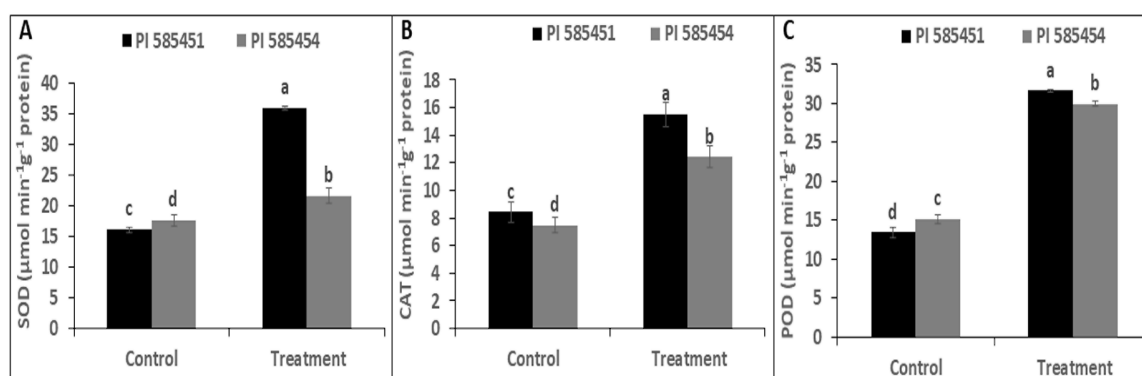 A
PI 585451
PI 585454
SOD (µmol min⁻¹g⁻¹ protein)
40
35
30
25
20
15
10
5
0
c
d
a
b
Control
Treatment
B
PI 585451
PI 585454
CAT (µmol min⁻¹g⁻¹ protein)
18
16
14
12
10
8
6
4
2
0
c
d
a
b
Control
Treatment
C
PI 585451
PI 585454
POD (µmol min⁻¹g⁻¹ protein)
35
30
25
20
15
10
5
0
d
c
a
b
Control
Treatment